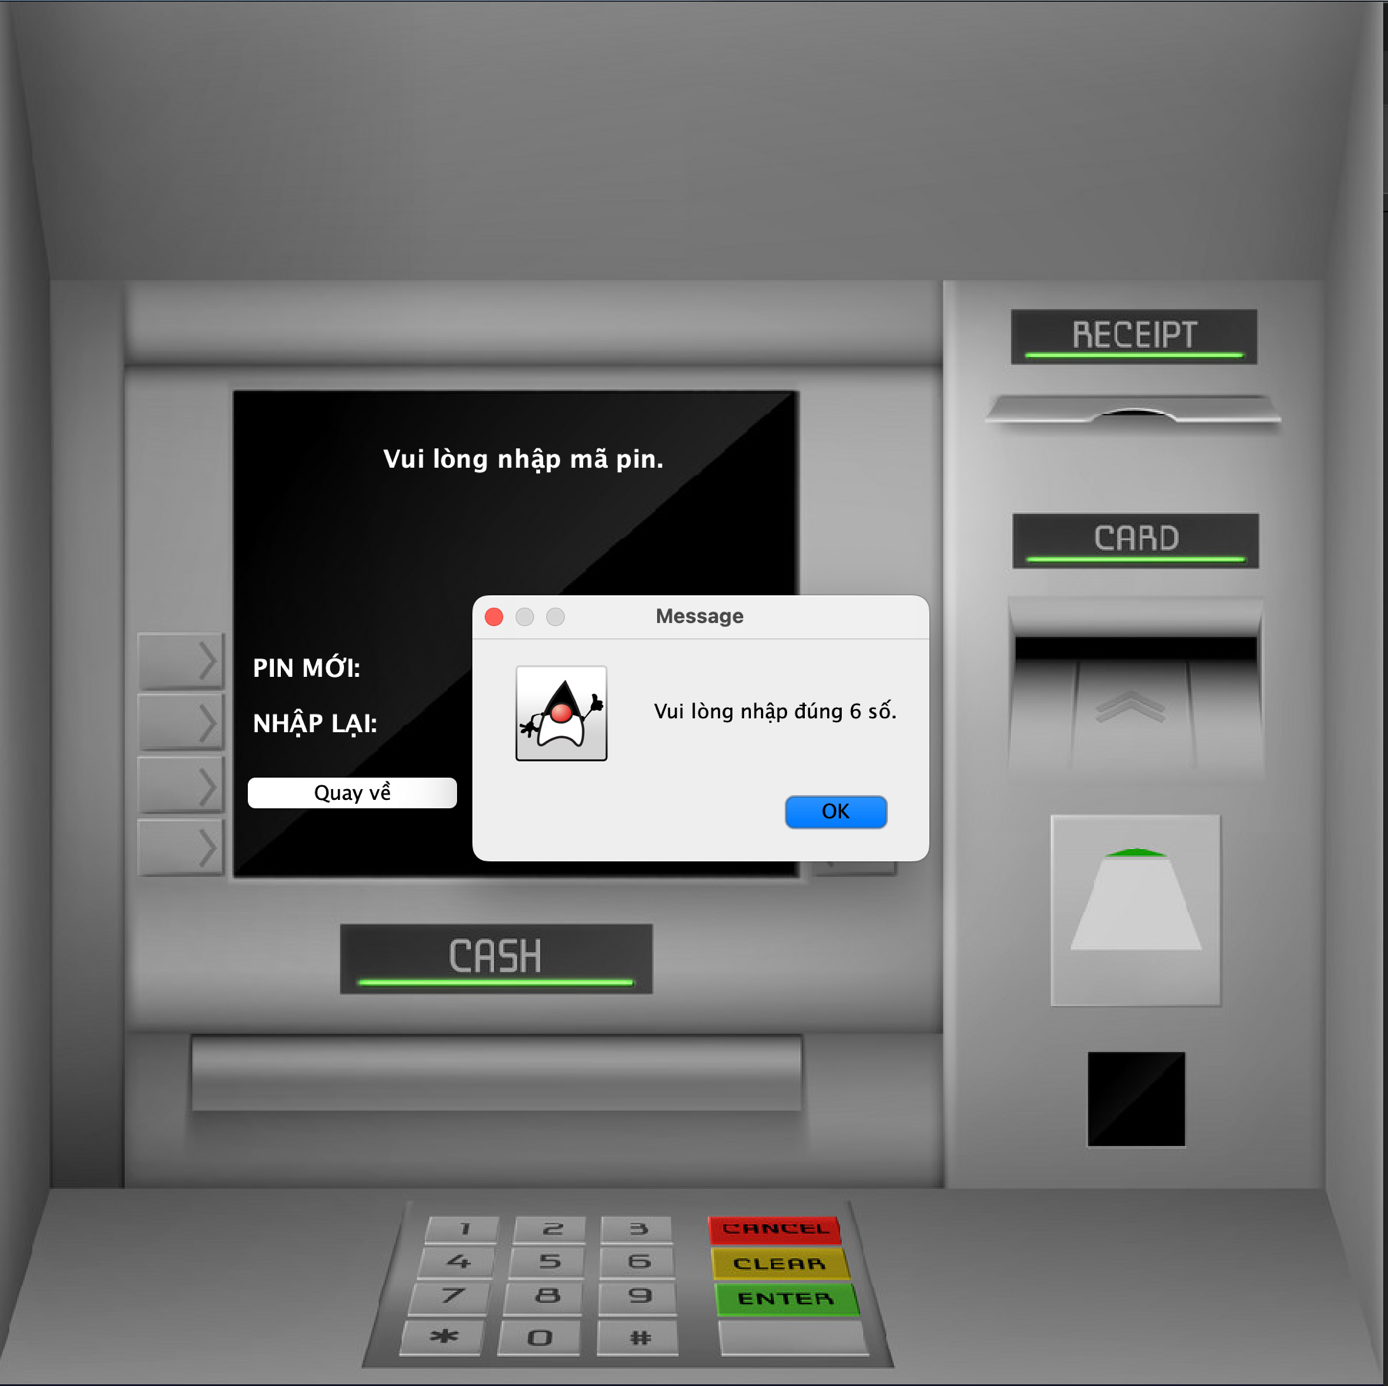 RECEIPT
Vui lòng nhập mã pin.
CARD
Message
PIN MỚI:
Vui lòng nhập đúng 6 số.
NHẬP LẠI:
Quay về
OK
CASH
1 2 3 CANCEL
4 5 6 CLEAR
7 8 9 ENTER
* 0 #